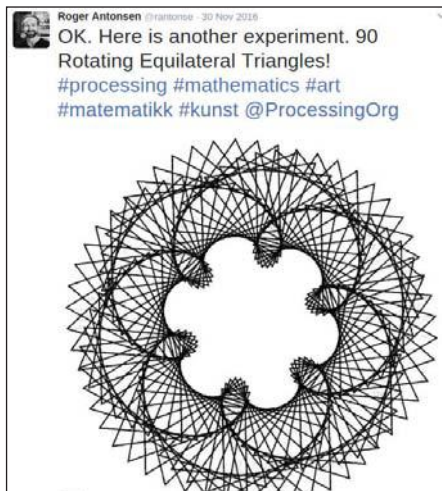 Roger Antonsen @rantonse · 30 Nov 2016
OK. Here is another experiment. 90
Rotating Equilateral Triangles!
#processing #mathematics #art
#matematikk #kunst @ProcessingOrg